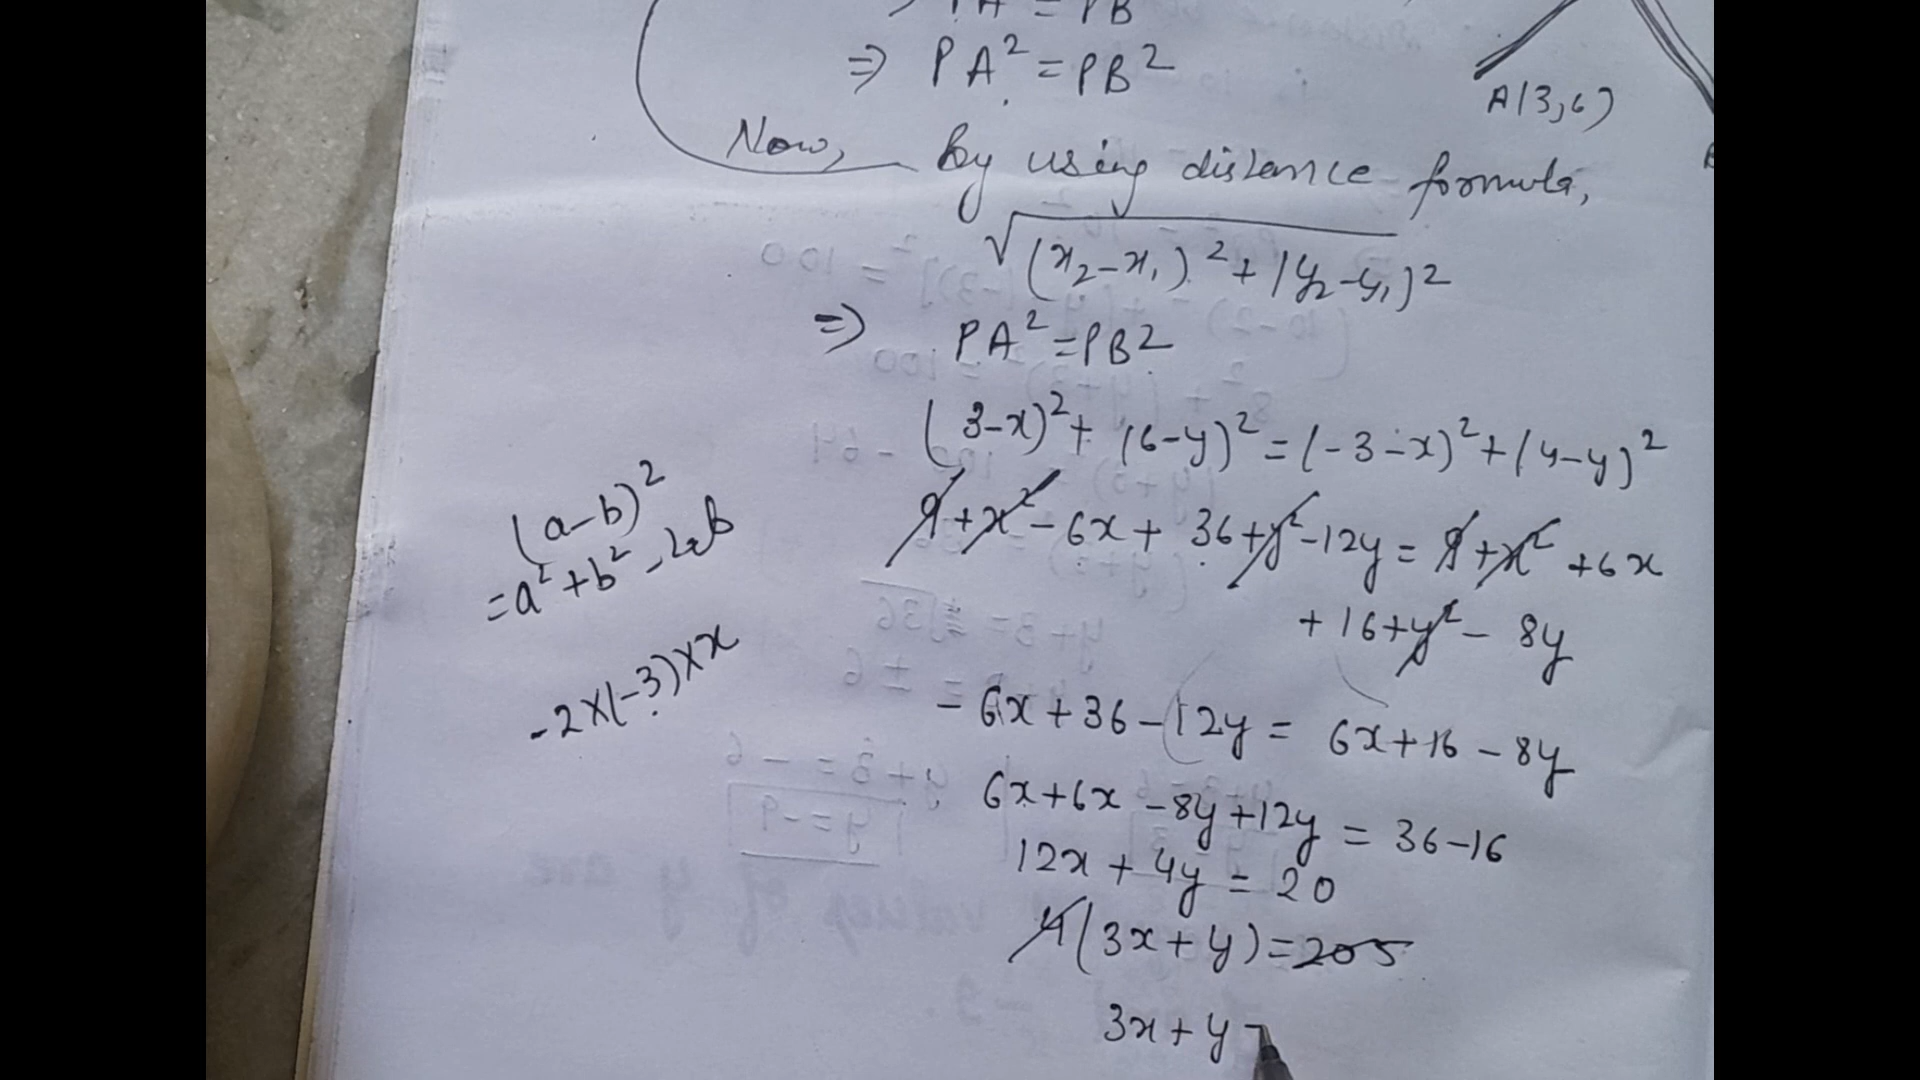 ⇒ PA = PB
⇒ PA² = PB²
A(3,6)
Now, by using distance formula,
√(x₂-x₁)² + (y₂-y₁)²
⇒ PA² = PB²
(3-x)² + (6-y)² = (-3-x)² + (4-y)²
9 + x² - 6x + 36 + y² - 12y = 9 + x² + 6x
+ 16 + y² - 8y
(a-b)²
= a² + b² - 2ab
-2×(-3)×x
- 6x + 36 - 12y = 6x + 16 - 8y
6x + 6x - 8y + 12y = 36 - 16
12x + 4y = 20
4(3x + y) = 20 5
3x + y